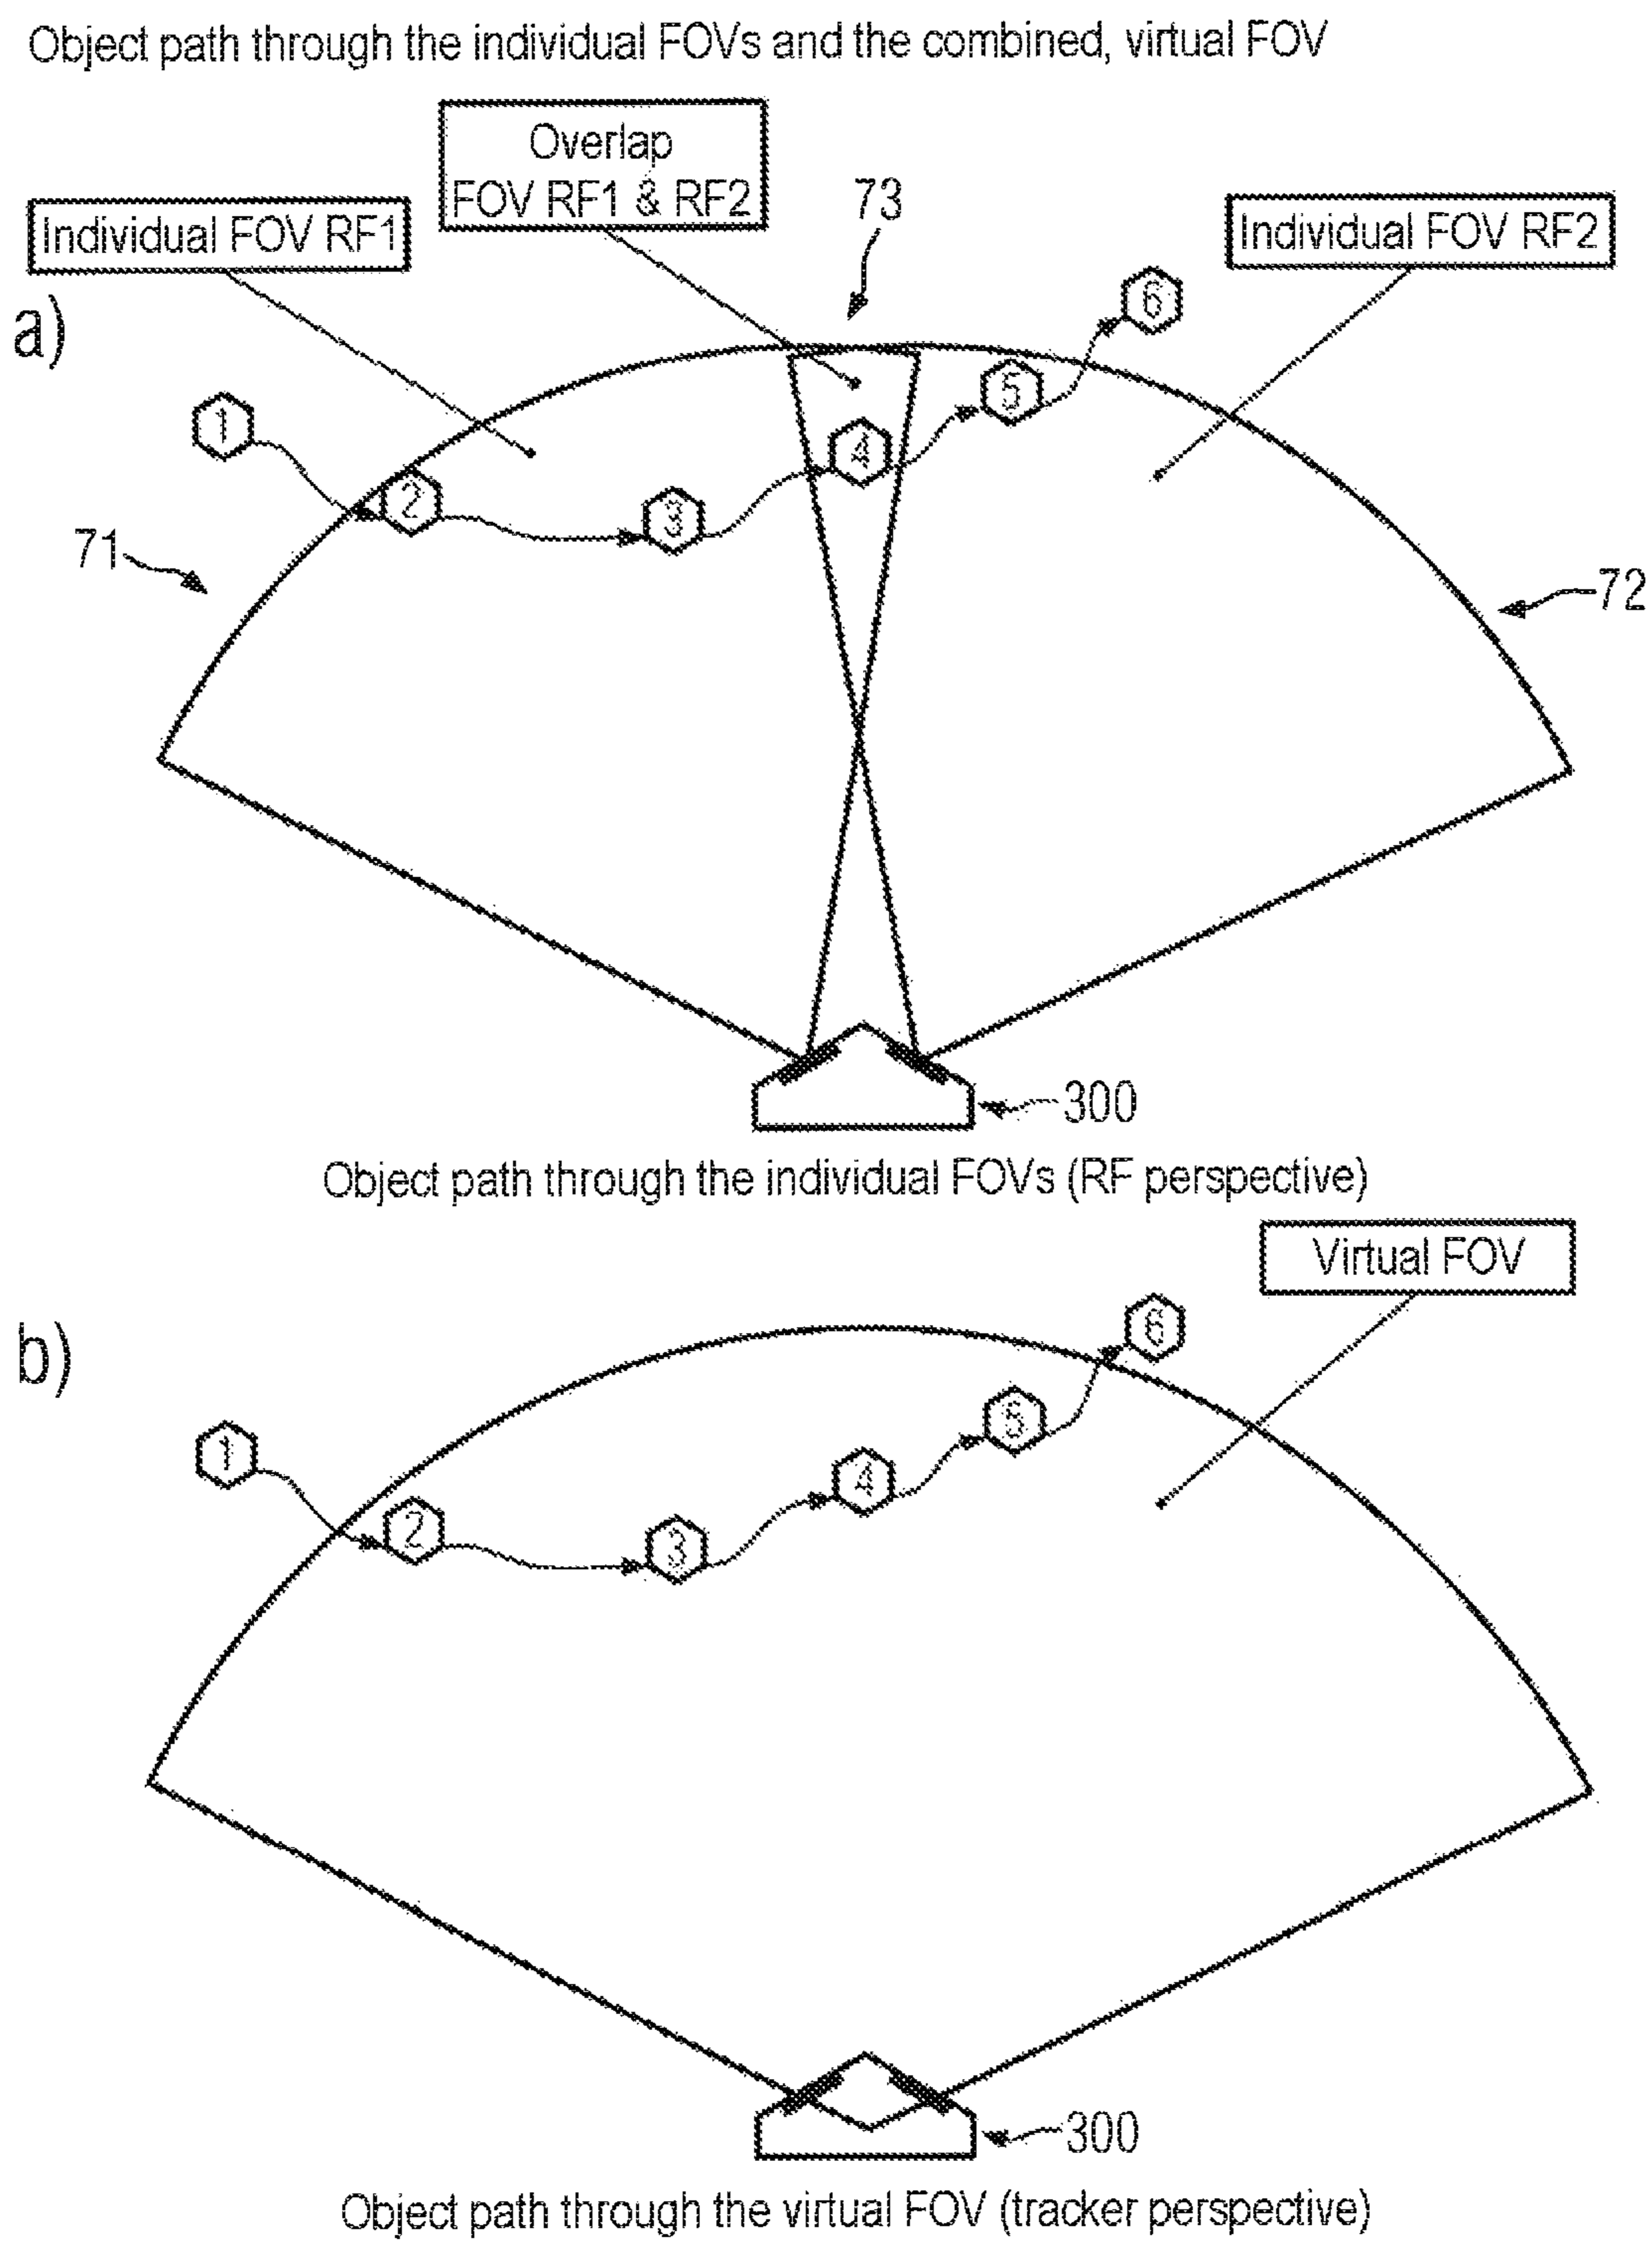 Object path through the individual FOVs and the combined, virtual FOV
Overlap
FOV RF1 & RF2
73
Individual FOV RF1
Individual FOV RF2
a)
6
5
1
4
2
3
71
72
300
Object path through the individual FOVs (RF perspective)
Virtual FOV
b)
6
5
1
4
2
3
300
Object path through the virtual FOV (tracker perspective)